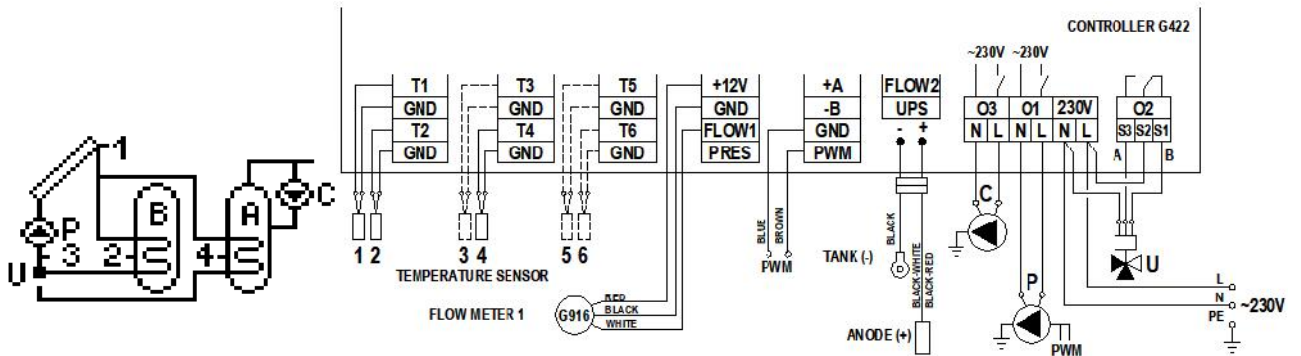 CONTROLLER G422
~230V ~230V
T1 T3 T5 +12V +A FLOW2
GND GND GND GND -B UPS O3 O1 230V O2
T2 T4 T6 FLOW1 GND - + N L N L N L S3 S2 S1
GND GND GND PRES PWM
A B
1
B A C
P
3 2 4
U
BLUE
BROWN
BLACK
C
1 2 3 4 5 6
PWM
TANK (-)
BLACK-WHITE
BLACK-RED
U
TEMPERATURE SENSOR
P
L
RED
N
FLOW METER 1 G916 BLACK
~230V
WHITE
PE
ANODE (+)
PWM